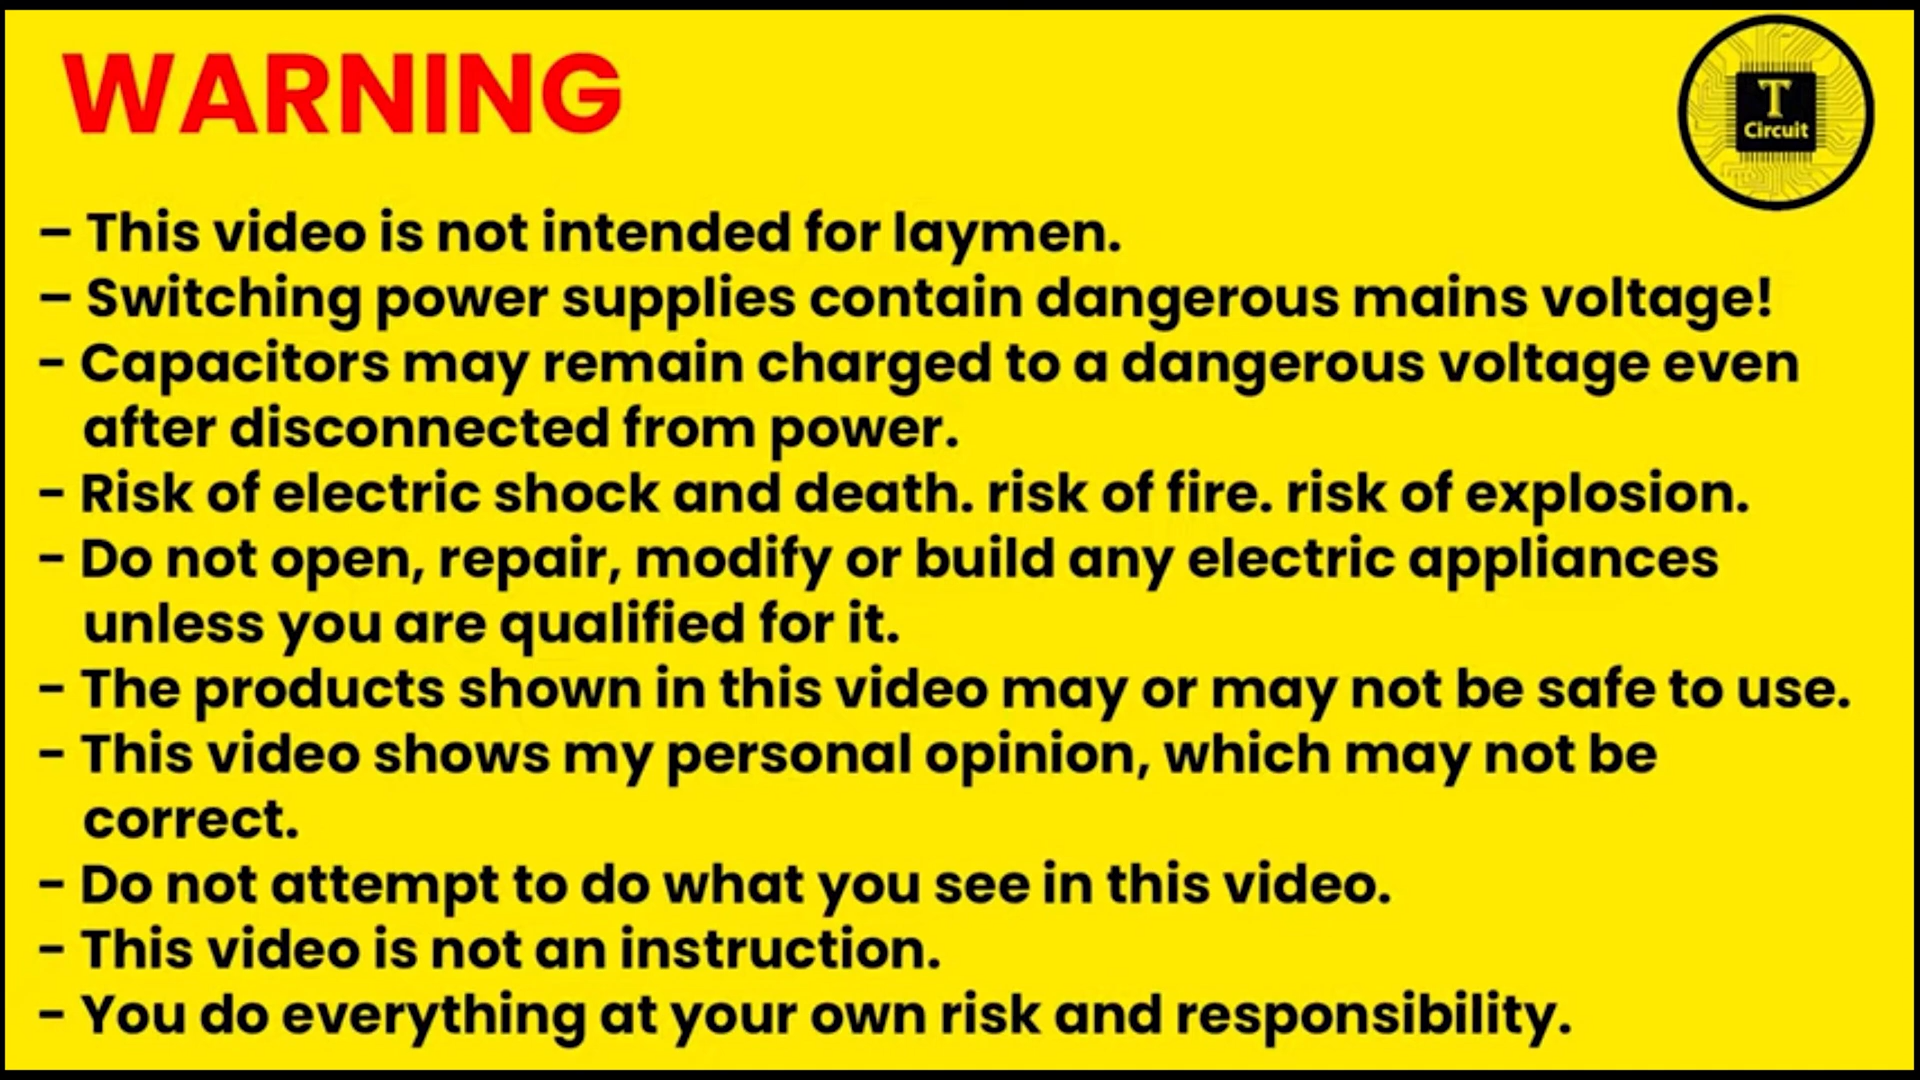 WARNING
T
Circuit
– This video is not intended for laymen.
– Switching power supplies contain dangerous mains voltage!
- Capacitors may remain charged to a dangerous voltage even
after disconnected from power.
- Risk of electric shock and death. risk of fire. risk of explosion.
- Do not open, repair, modify or build any electric appliances
unless you are qualified for it.
- The products shown in this video may or may not be safe to use.
- This video shows my personal opinion, which may not be
correct.
- Do not attempt to do what you see in this video.
- This video is not an instruction.
- You do everything at your own risk and responsibility.